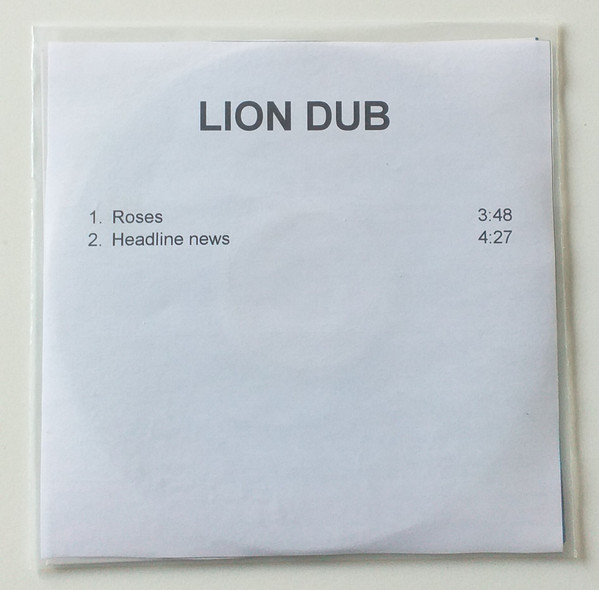 LION DUB
1. Roses 3:48
2. Headline news 4:27